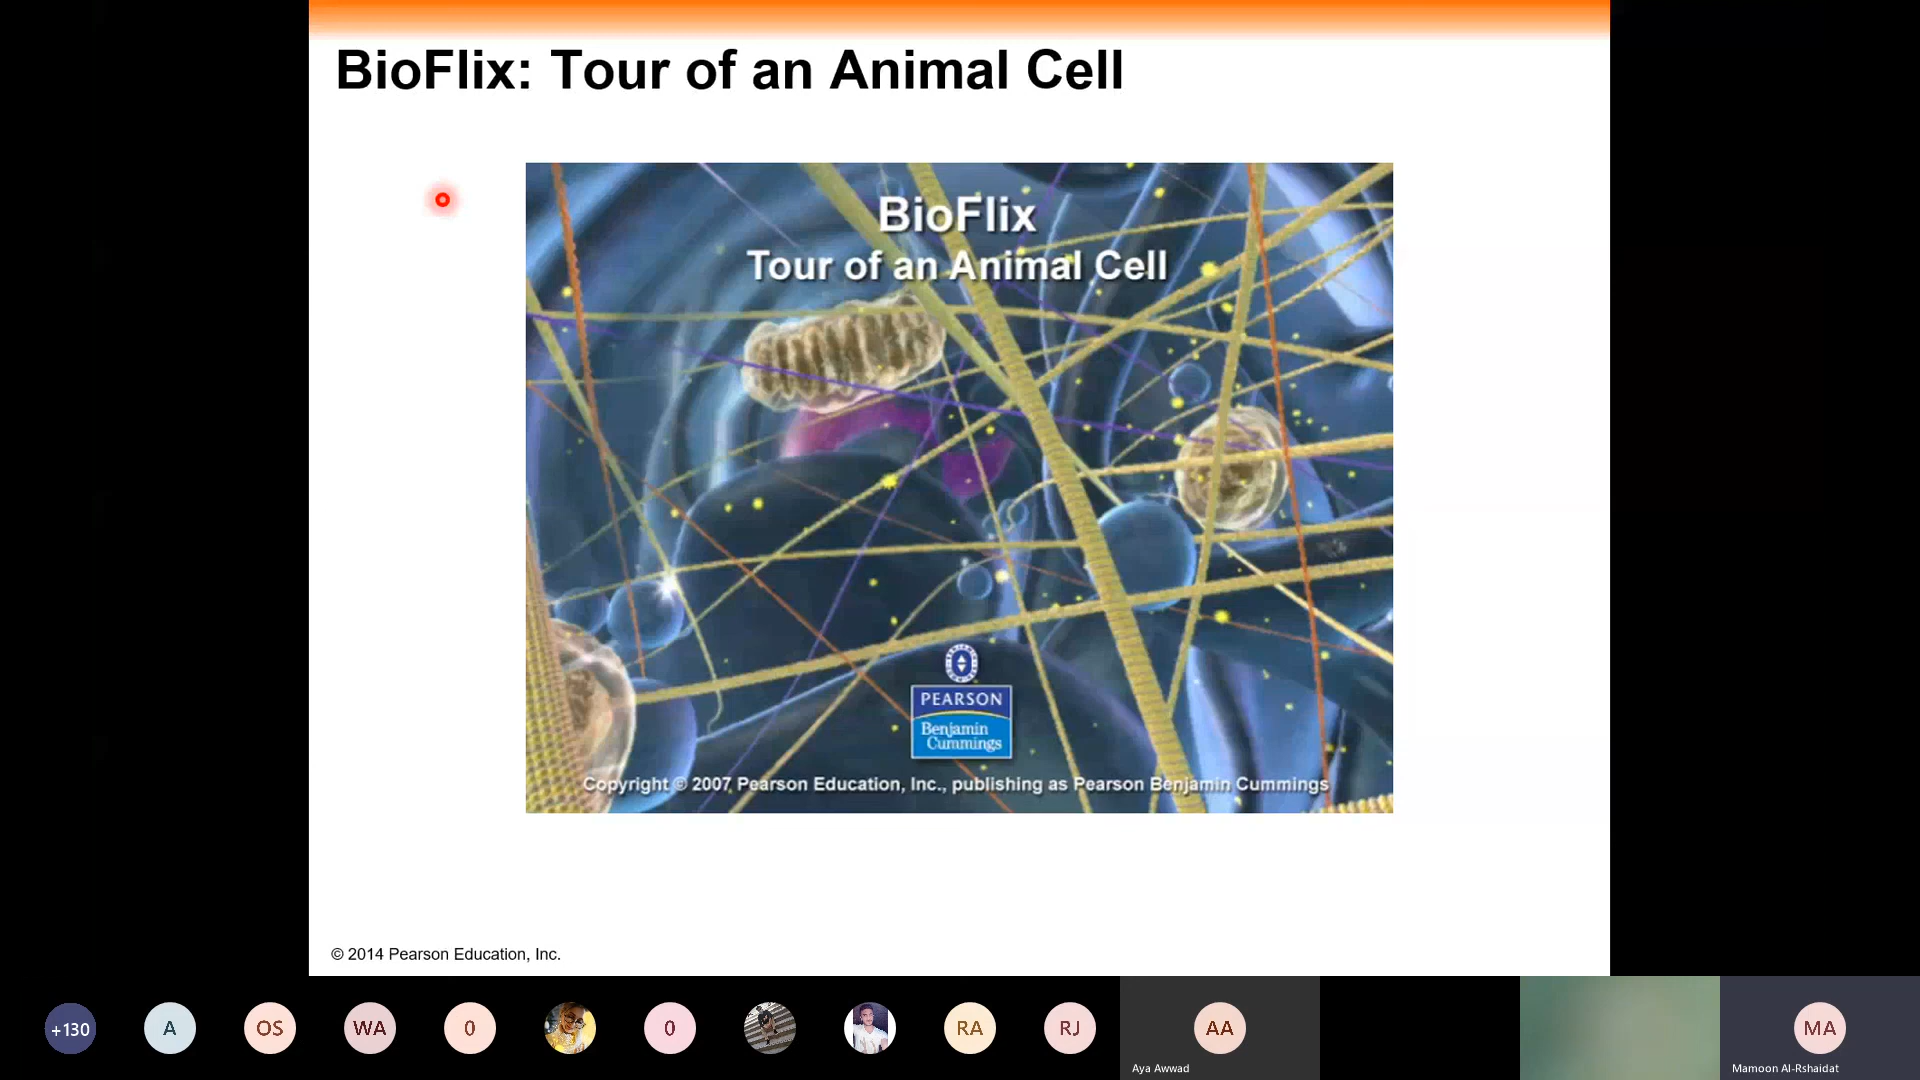 BioFlix: Tour of an Animal Cell
BioFlix
Tour of an Animal Cell
PEARSON
Benjamin
Cummings
Copyright © 2007 Pearson Education, Inc., publishing as Pearson Benjamin Cummings
© 2014 Pearson Education, Inc.
+130
A
OS
WA
0
0
RA
RJ
AA
MA
Aya Awwad
Mamoon Al-Rshaidat